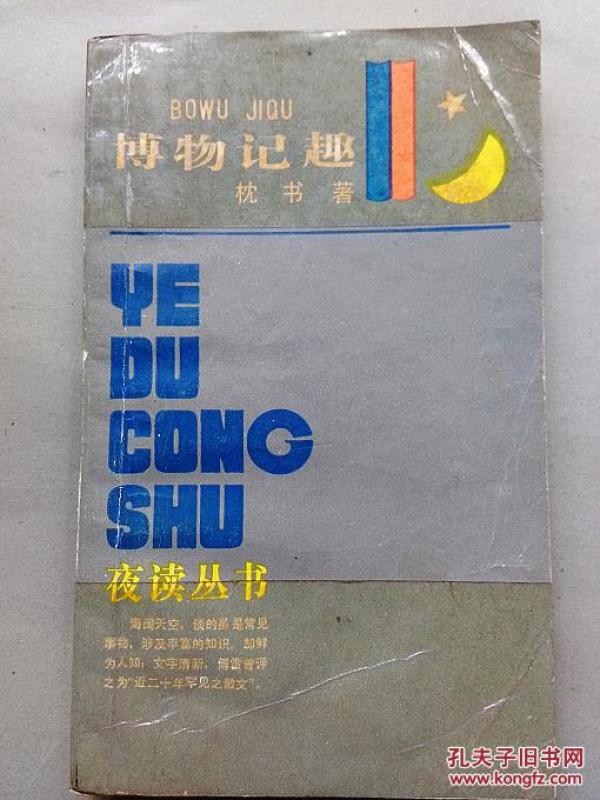 BOWU JIQU
博物记趣
枕书著
YE
DU
CONG
SHU
夜读丛书
海阔天空，谈的虽是常见
事物，涉及丰富的知识，却鲜
为人知；文字清新，傅雷曾评
之为“近二十年罕见之散文”。
孔夫子旧书网
www.kongfz.com